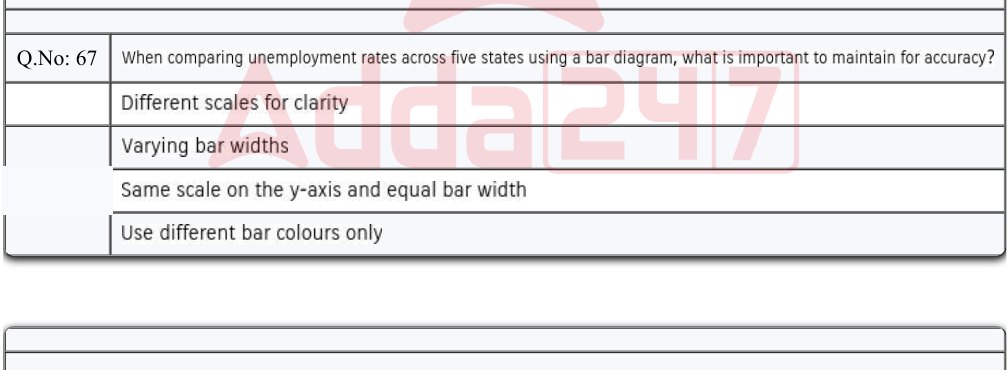 Q.No: 67 When comparing unemployment rates across five states using a bar diagram, what is important to maintain for accuracy?
Different scales for clarity
Varying bar widths
Same scale on the y-axis and equal bar width
Use different bar colours only
Adda247